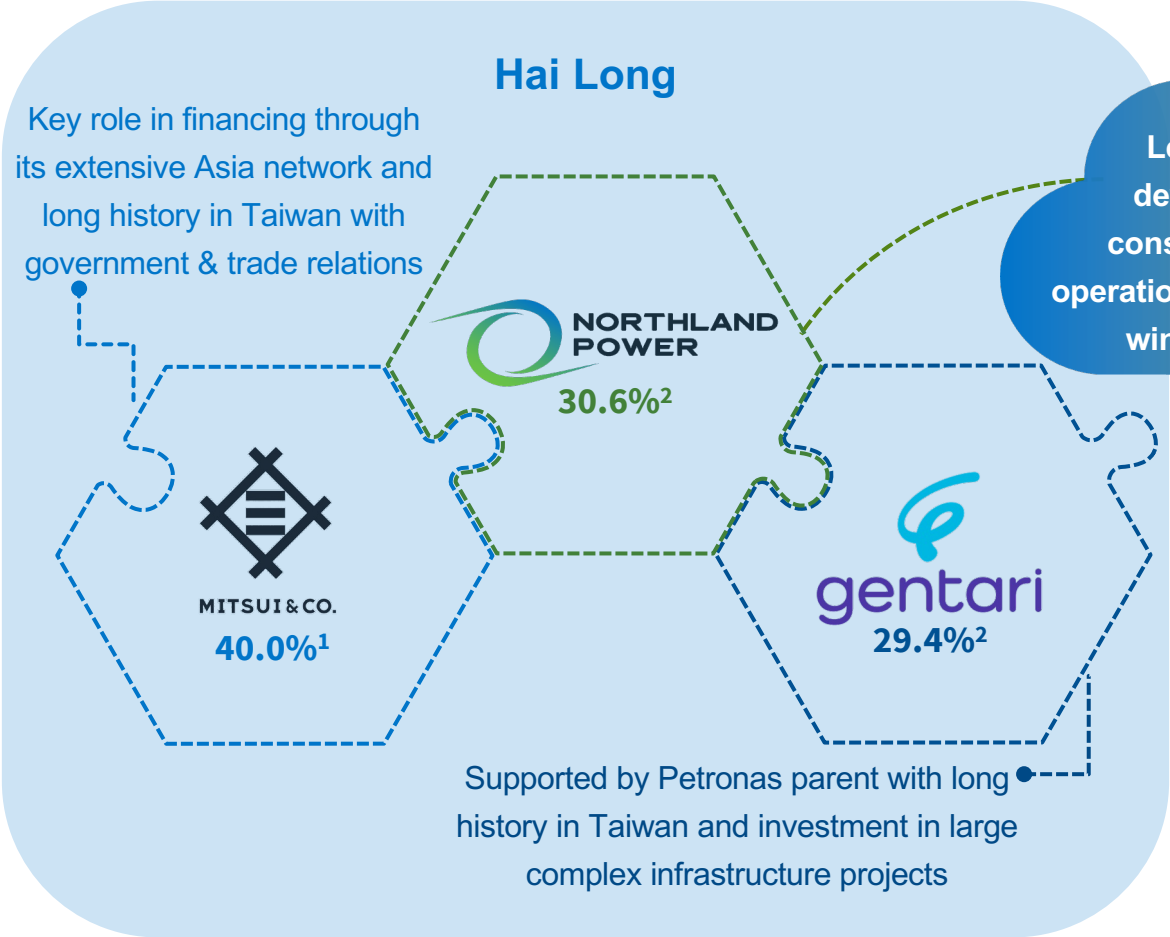 Hai Long
Key role in financing through
its extensive Asia network and
long history in Taiwan with
government & trade relations
NORTHLAND
POWER
30.6%²
operatio
MITSUI & CO.
40.0%¹
gentari
29.4%²
Supported by Petronas parent with long
history in Taiwan and investment in large
complex infrastructure projects